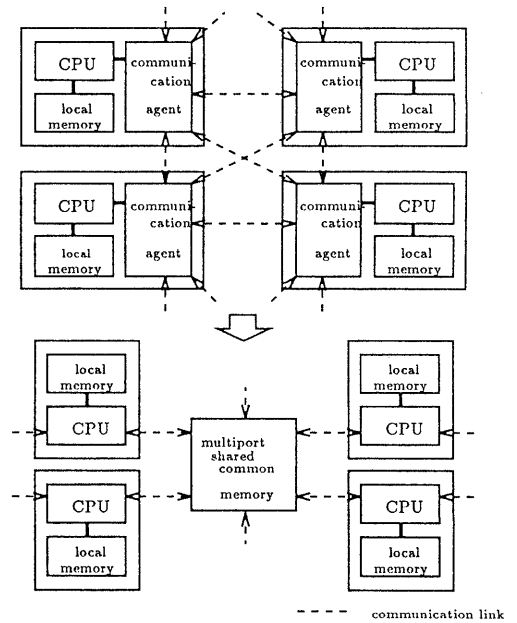 CPU
communi-
cation
agent
local
memory
communi-
cation
agent
CPU
local
memory
CPU
communi-
cation
agent
local
memory
communi-
cation
agent
CPU
local
memory
local
memory
CPU
local
memory
CPU
multiport
shared
common
memory
CPU
local
memory
CPU
local
memory
communication link